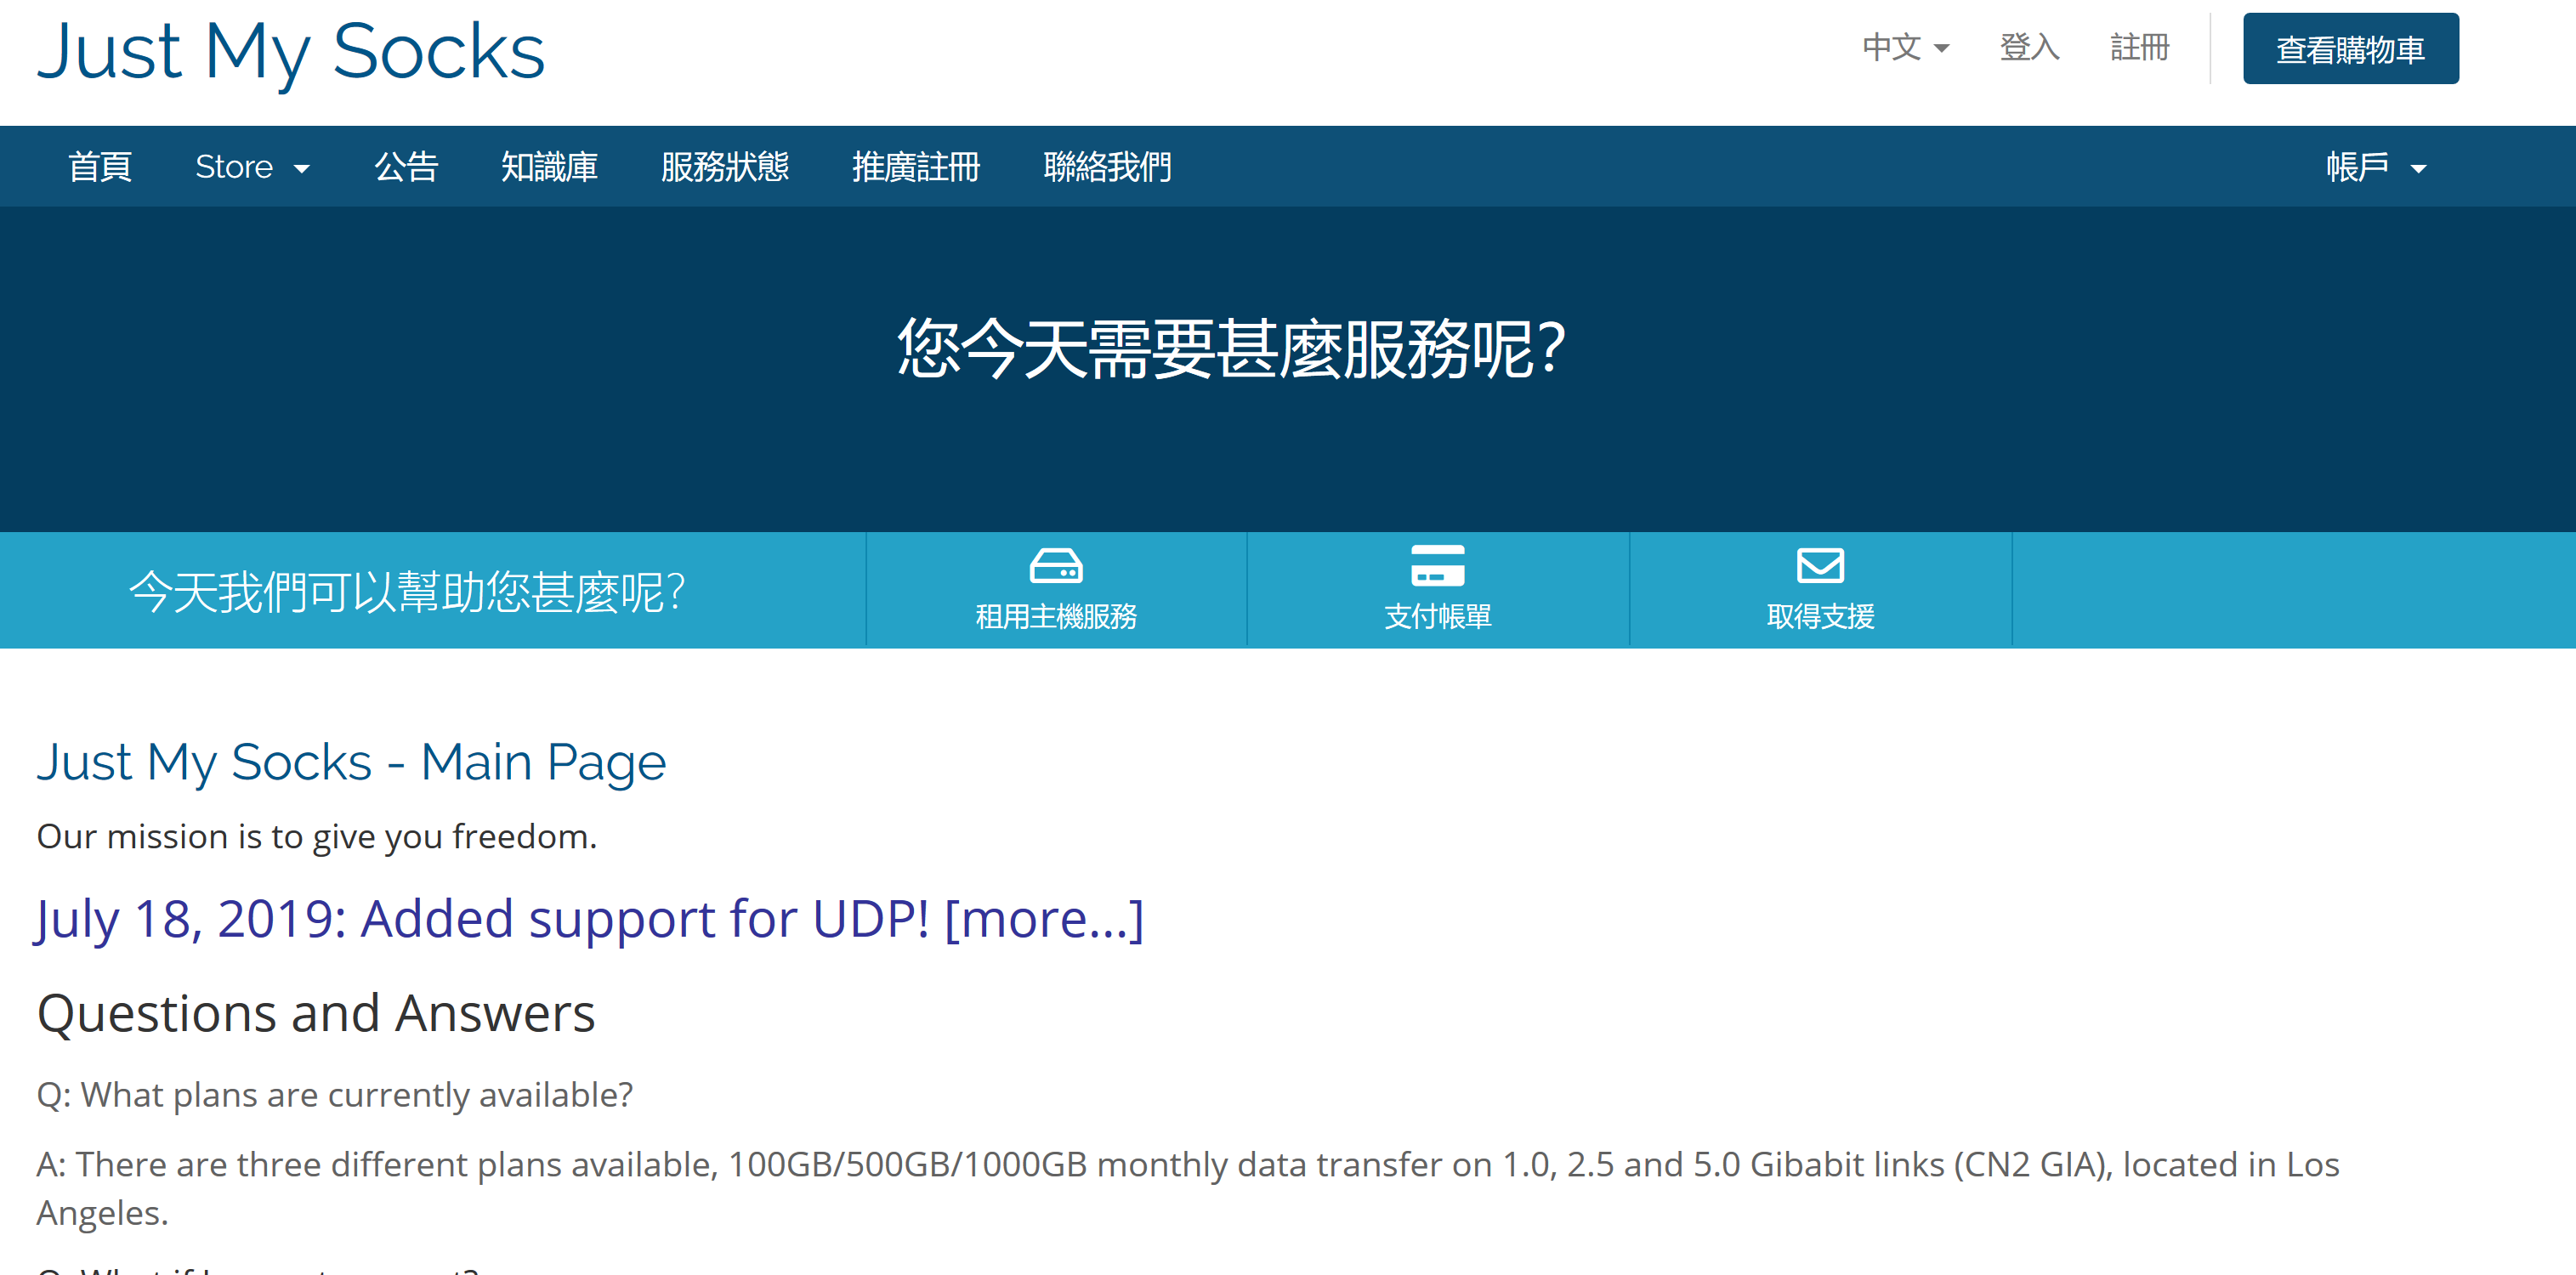 Just My Socks
中文 登入 註冊 查看購物車
首頁 Store 公告 知識庫 服務狀態 推廣註冊 聯絡我們 帳戶
您今天需要甚麼服務呢?
今天我們可以幫助您甚麼呢?
租用主機服務 支付帳單 取得支援
Just My Socks - Main Page
Our mission is to give you freedom.
July 18, 2019: Added support for UDP! [more...]
Questions and Answers
Q: What plans are currently available?
A: There are three different plans available, 100GB/500GB/1000GB monthly data transfer on 1.0, 2.5 and 5.0 Gibabit links (CN2 GIA), located in Los
Angeles.